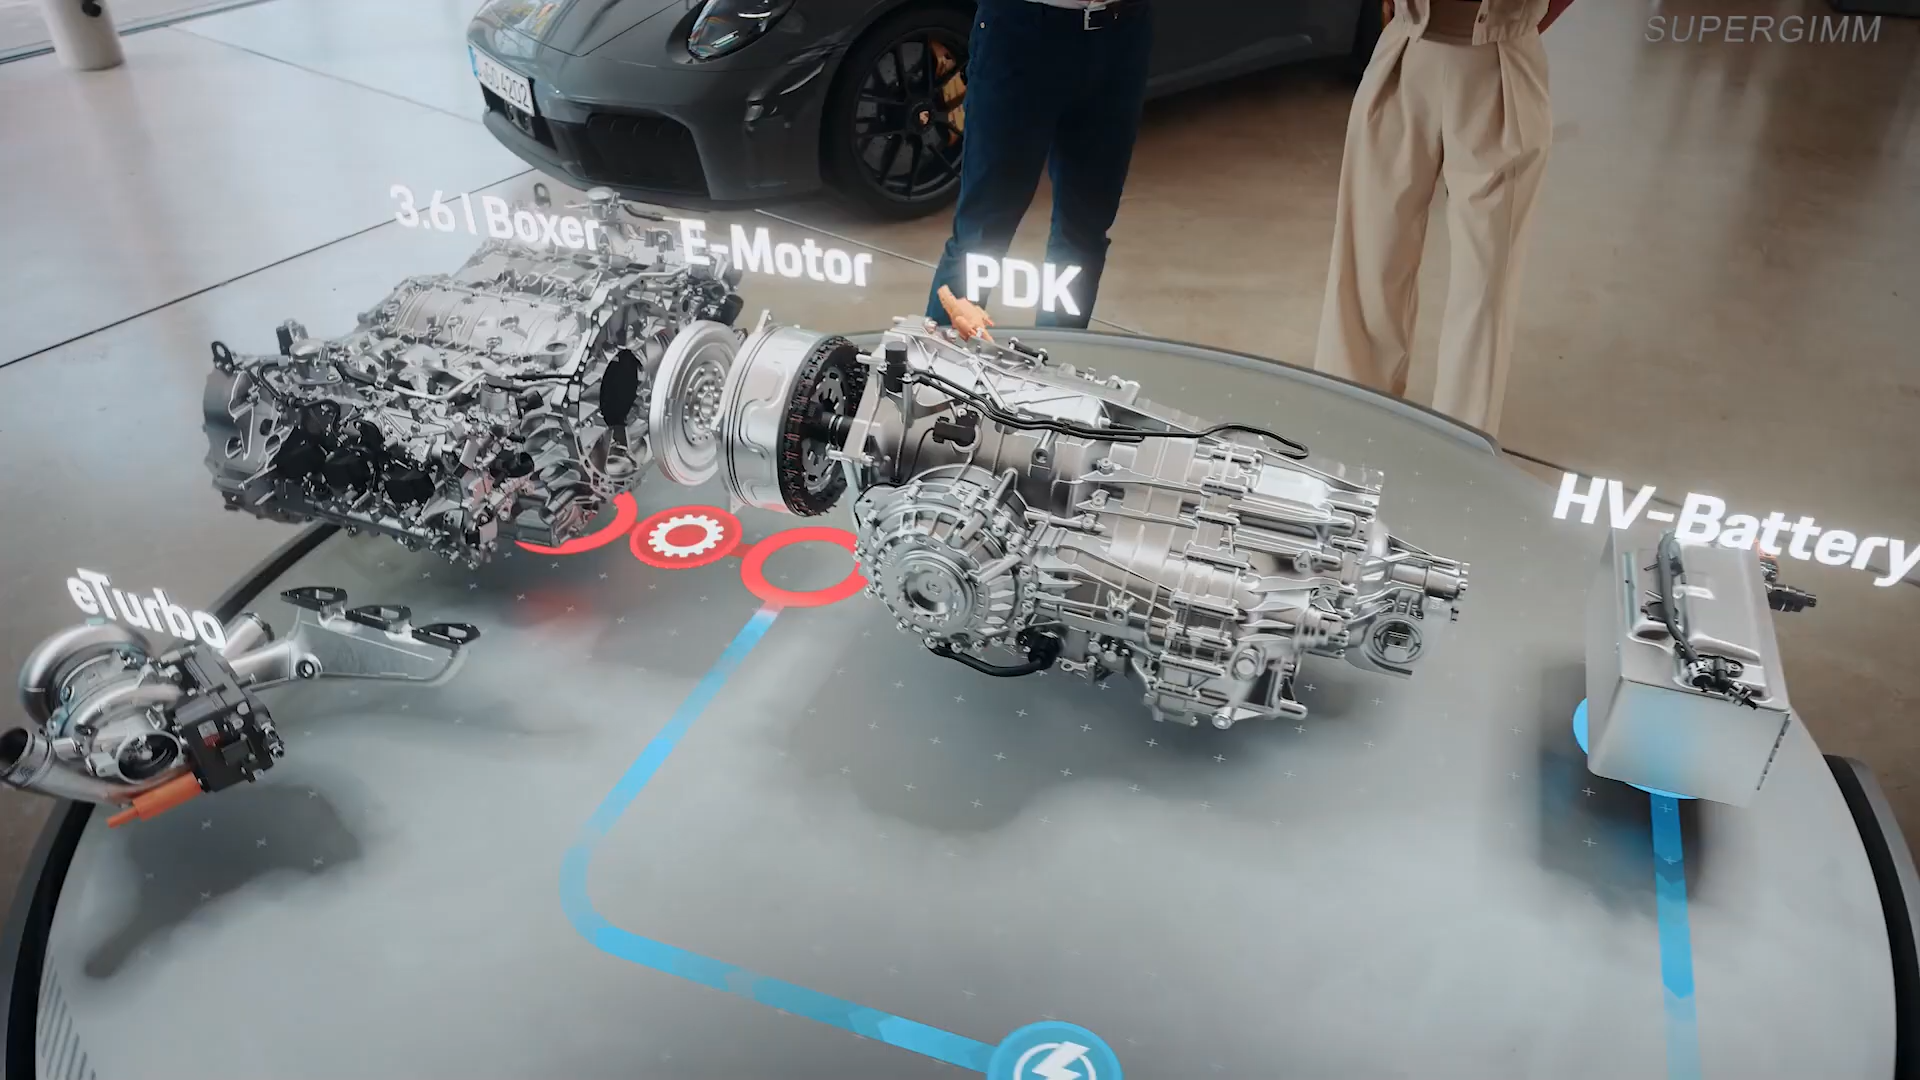 SUPERGIMM
3.6 l Boxer
E-Motor
PDK
HV-Battery
eTurbo